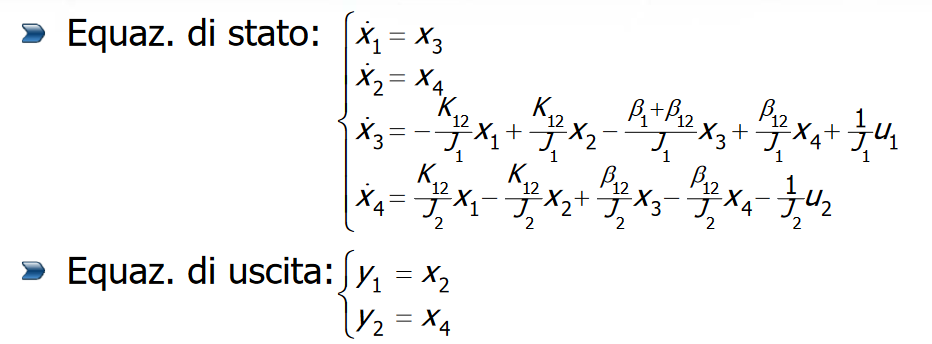 Equaz. di stato:
ẋ₁ = x₃
ẋ₂ = x₄
ẋ₃ = −K₁₂/J₁ x₁ + K₁₂/J₁ x₂ − β₁+β₁₂/J₁ x₃ + β₁₂/J₁ x₄ + 1/J₁ u₁
ẋ₄ = K₁₂/J₂ x₁ − K₁₂/J₂ x₂ + β₁₂/J₂ x₃ − β₁₂/J₂ x₄ − 1/J₂ u₂
Equaz. di uscita:
y₁ = x₂
y₂ = x₄